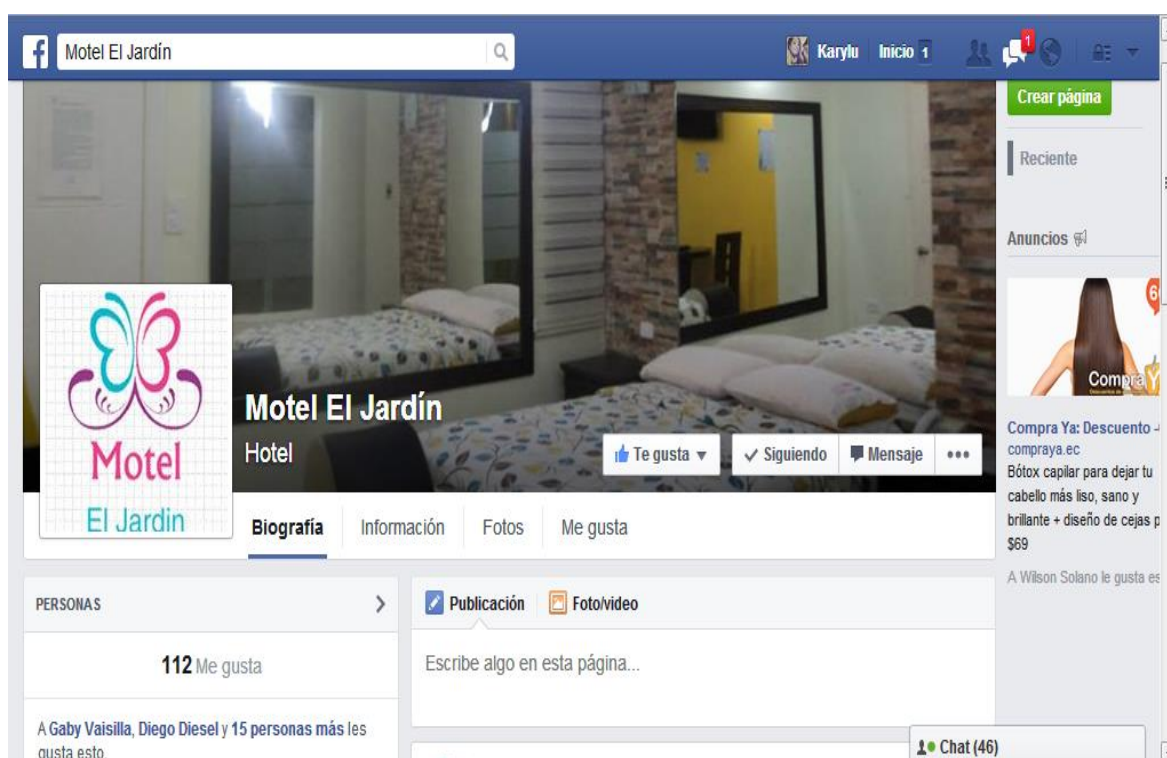 Motel El Jardín
Karylu Inicio 1
1
Crear página
Reciente
Anuncios
Motel
El Jardin
Motel El Jardín
Hotel
Te gusta Siguiendo Mensaje
Biografía Información Fotos Me gusta
Compra
Compra Ya: Descuento
compraya.ec
Bótox capilar para dejar tu
cabello más liso, sano y
brillante + diseño de cejas p
$69
A Wilson Solano le gusta es
PERSONAS
112 Me gusta
A Gaby Vaisilla, Diego Diesel y 15 personas más les
gusta esto.
Publicación Foto/video
Escribe algo en esta página...
Chat (46)